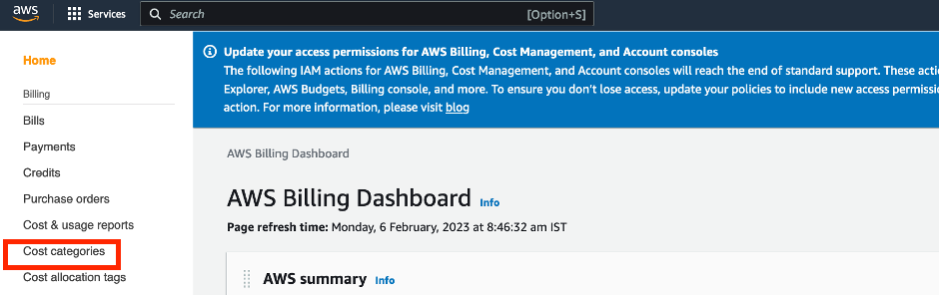 aws
Services
Search
[Option+S]
Home
Billing
Bills
Payments
Credits
Purchase orders
Cost & usage reports
Cost categories
Cost allocation tags
Update your access permissions for AWS Billing, Cost Management, and Account consoles
The following IAM actions for AWS Billing, Cost Management, and Account consoles will reach the end of standard support. These
Explorer, AWS Budgets, Billing console, and more. To ensure you don't lose access, update your policies to include new access
action. For more information, please visit blog
AWS Billing Dashboard
AWS Billing Dashboard Info
Page refresh time: Monday, 6 February, 2023 at 8:46:32 am IST
AWS summary Info